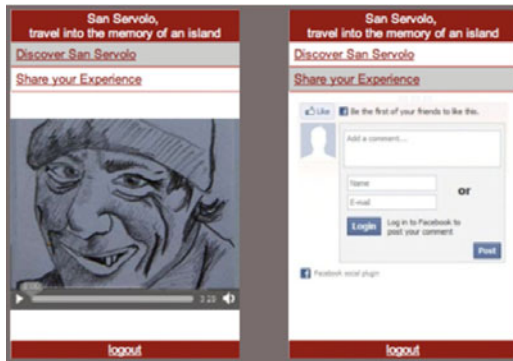 San Servolo,
travel into the memory of an island
Discover San Servolo
Share your Experience
0:00
3:23
logout
San Servolo,
travel into the memory of an island
Discover San Servolo
Share your Experience
Like
Be the first of your friends to like this.
Add a comment...
Name
or
E-mail
Login
Log in to Facebook to
post your comment
Post
Facebook social plugin
logout